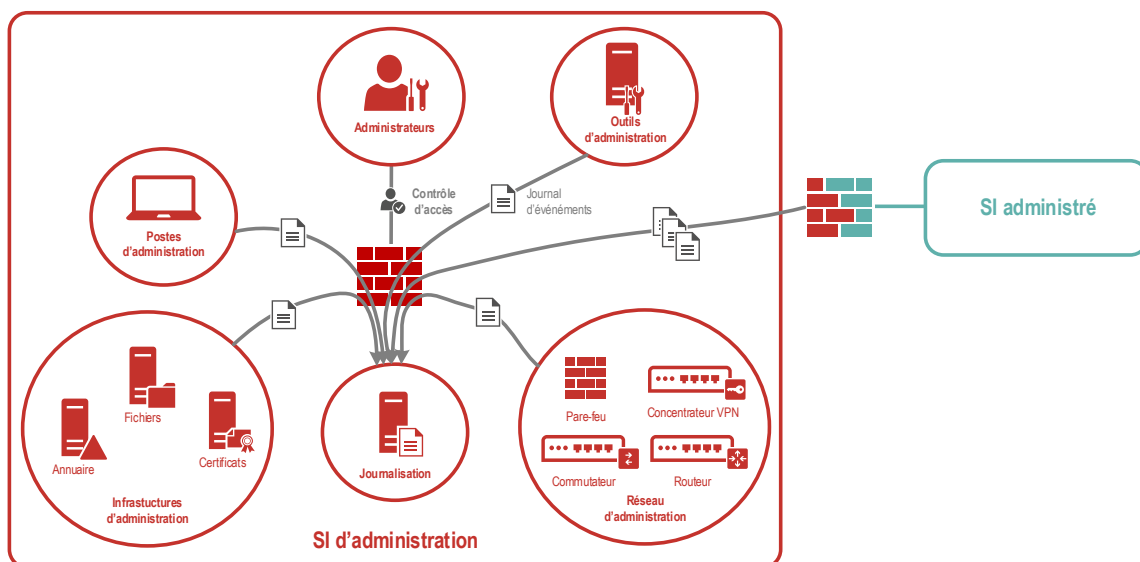 Administrateurs
Outils
d'administration
Contrôle
d'accès
Journal
d'événéments
Postes
d'administration
SI administré
Fichiers
Annuaire
Certificats
Infrastuctures
d'administration
Journalisation
Pare-feu
Concentrateur VPN
Commutateur
Routeur
Réseau
d'administration
SI d'administration